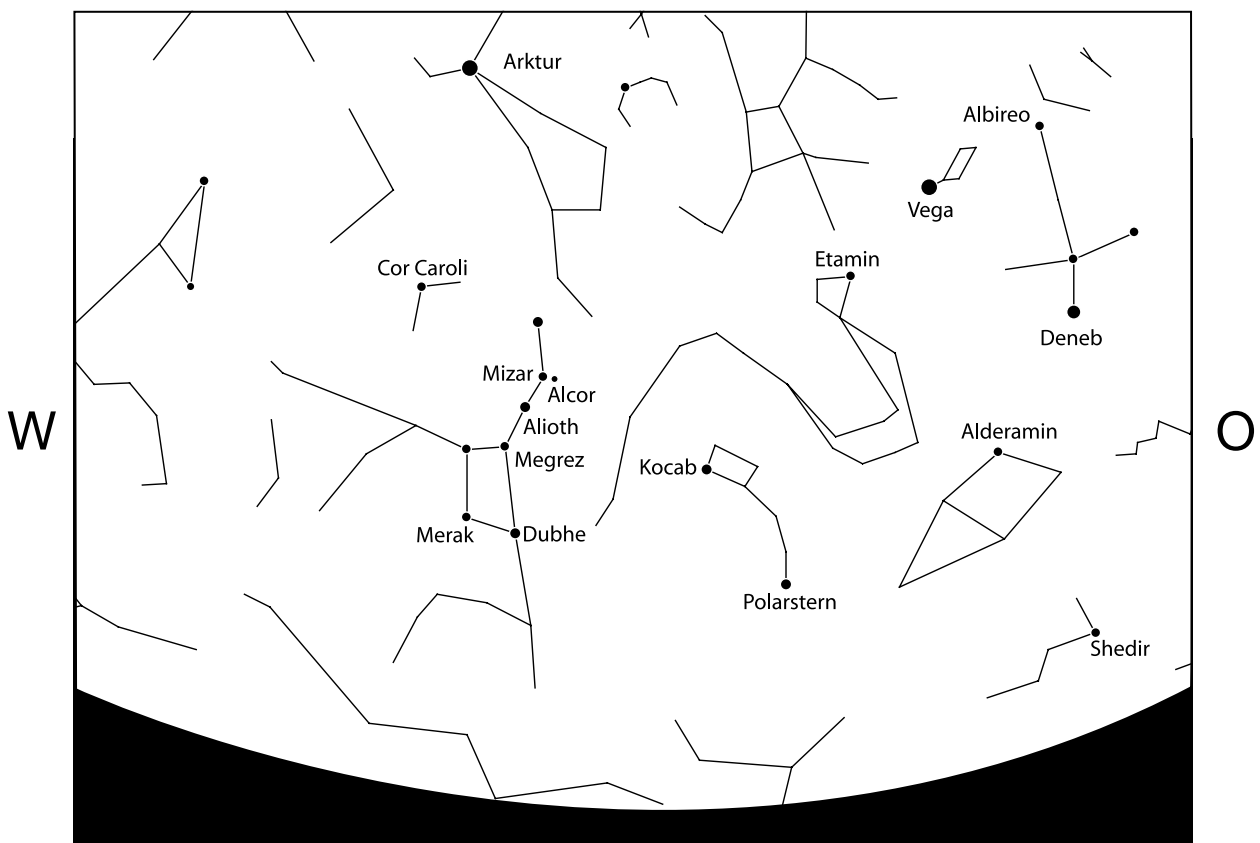 Arktur
Albireo
Vega
Etamin
Cor Caroli
Deneb
Mizar
Alcor
Alioth
W
O
Alderamin
Megrez
Kocab
Merak
Dubhe
Polarstern
Shedir